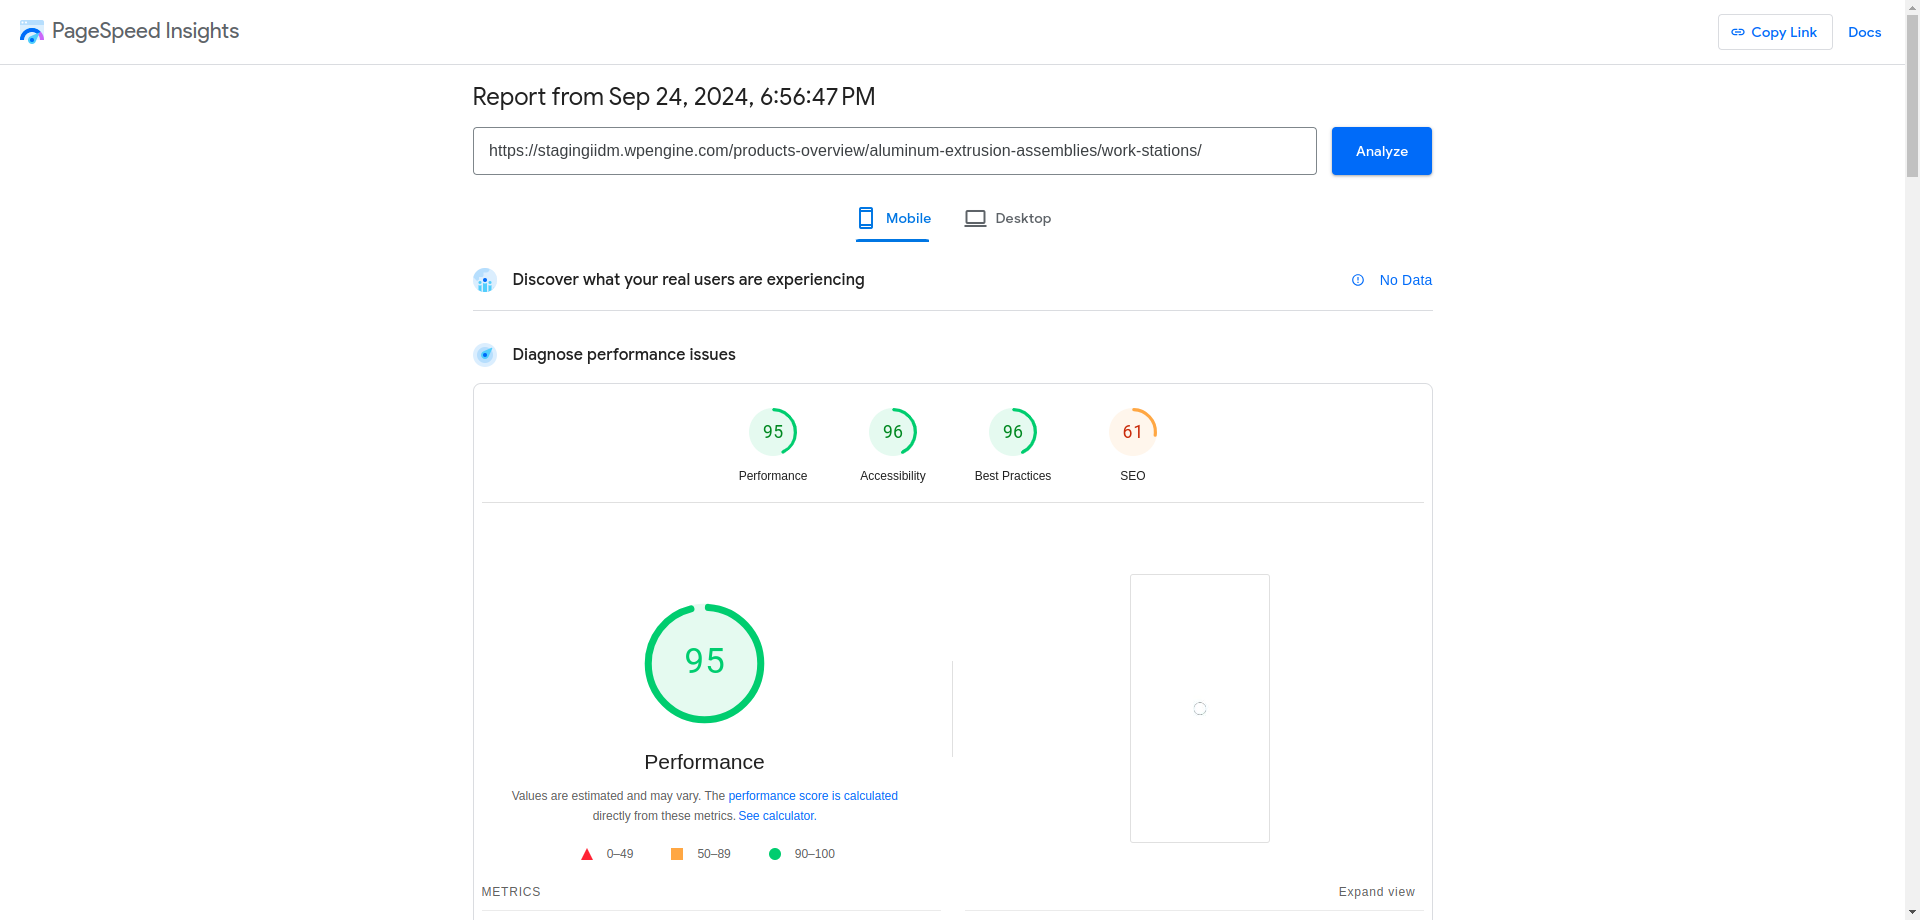 PageSpeed Insights
Copy Link
Docs
Report from Sep 24, 2024, 6:56:47 PM
https://stagingiidm.wpengine.com/products-overview/aluminum-extrusion-assemblies/work-stations/
Analyze
Mobile
Desktop
Discover what your real users are experiencing
No Data
Diagnose performance issues
95
96
96
61
Performance
Accessibility
Best Practices
SEO
95
Performance
Values are estimated and may vary. The performance score is calculated
directly from these metrics. See calculator.
0–49
50–89
90–100
METRICS
Expand view